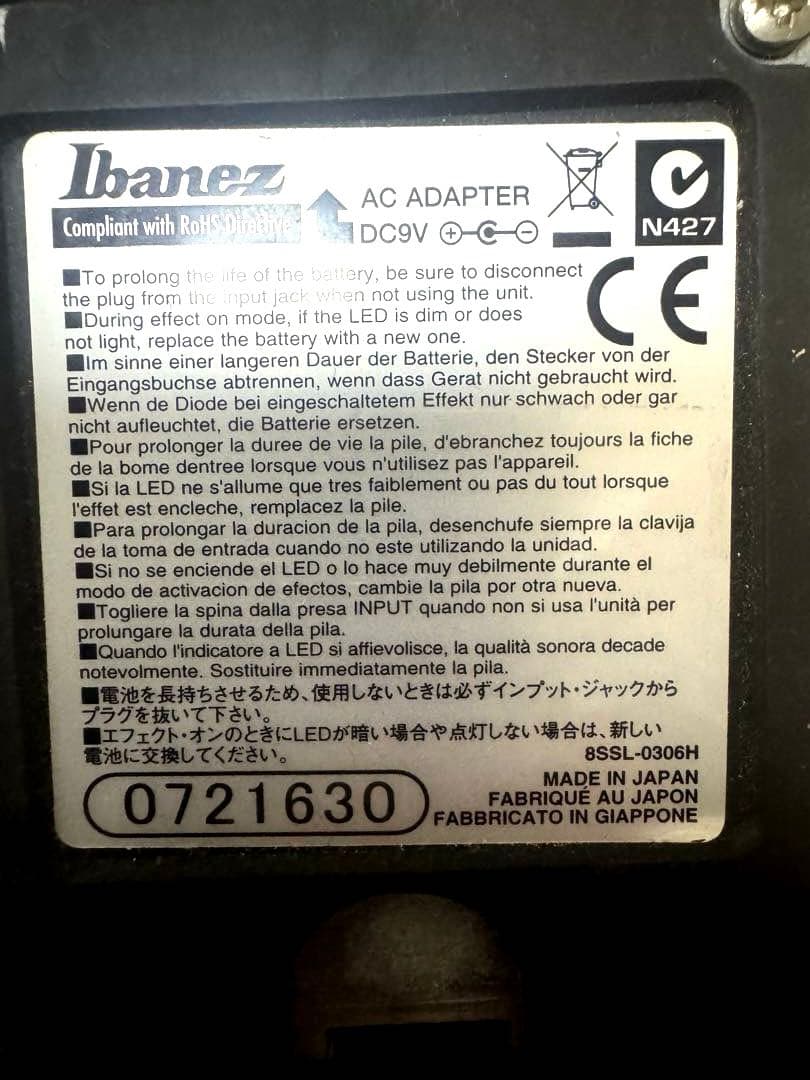 Ibanez
Compliant with RoHS Directive
AC ADAPTER
DC9V
N427
■To prolong the life of the battery, be sure to disconnect
the plug from the input jack when not using the unit.
■During effect on mode, if the LED is dim or does
not light, replace the battery with a new one.
CE
■Im sinne einer langeren Dauer der Batterie, den Stecker von der
Eingangsbuchse abtrennen, wenn dass Gerat nicht gebraucht wird.
■Wenn de Diode bei eingeschaltetem Effekt nur schwach oder gar
nicht aufleuchtet, die Batterie ersetzen.
■Pour prolonger la duree de vie la pile, d'ebranchez toujours la fiche
de la bome dentree lorsque vous n'utilisez pas l'appareil.
■Si la LED ne s'allume que tres faiblement ou pas du tout lorsque
l'effet est encleche, remplacez la pile.
■Para prolongar la duracion de la pila, desenchufe siempre la clavija
de la toma de entrada cuando no este utilizando la unidad.
■Si no se enciende el LED o lo hace muy debilmente durante el
modo de activacion de efectos, cambie la pila por otra nueva.
■Togliere la spina dalla presa INPUT quando non si usa l'unità per
prolungare la durata della pila.
■Quando l'indicatore a LED si affievolisce, la qualità sonora decade
notevolmente. Sostituire immediatamente la pila.
■電池を長持ちさせるため、使用しないときは必ずインプット・ジャックから
プラグを抜いて下さい。
■エフェクト・オンのときにLEDが暗い場合や点灯しない場合は、新しい
電池に交換してください。
8SSL-0306H
0721630
MADE IN JAPAN
FABRIQUÉ AU JAPON
FABBRICATO IN GIAPPONE